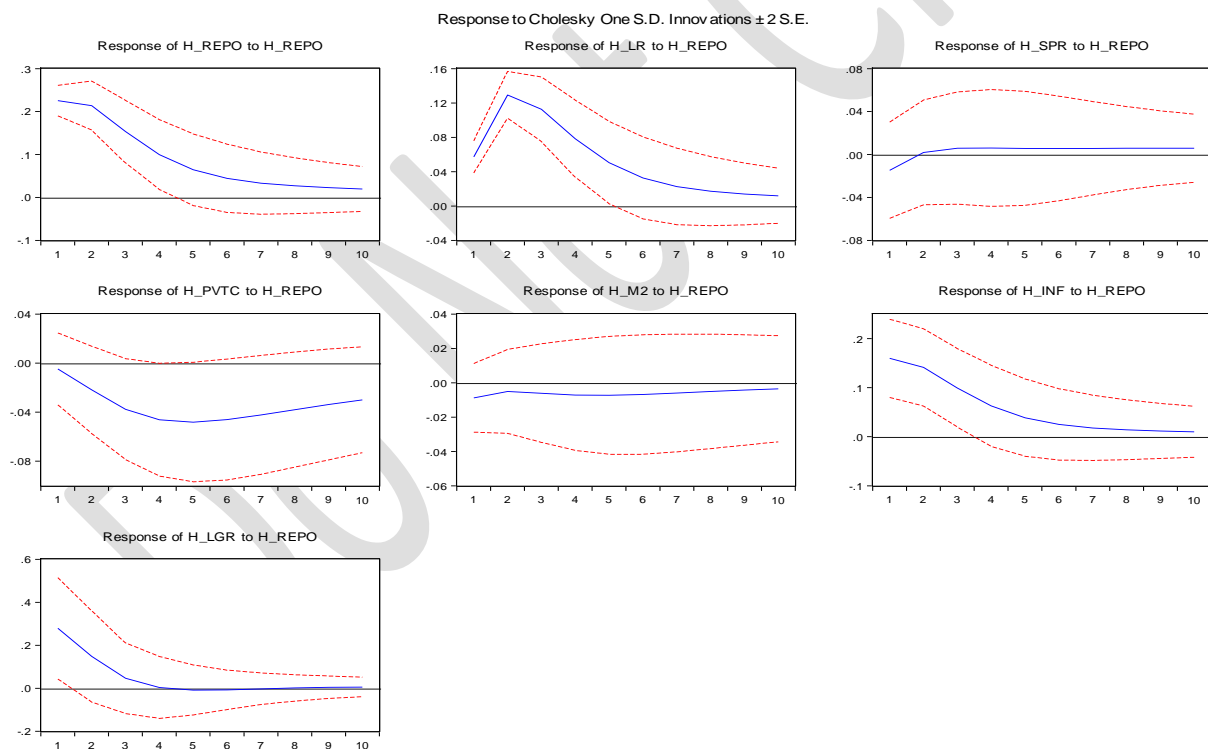 Response to Cholesky One S.D. Innovations ± 2 S.E.
Response of H_REPO to H_REPO
.3
.2
.1
.0
-.1
1 2 3 4 5 6 7 8 9 10
Response of H_LR to H_REPO
.16
.12
.08
.04
.00
-.04
1 2 3 4 5 6 7 8 9 10
Response of H_SPR to H_REPO
.08
.04
.00
-.04
-.08
1 2 3 4 5 6 7 8 9 10
Response of H_PVTC to H_REPO
.04
.00
-.04
-.08
1 2 3 4 5 6 7 8 9 10
Response of H_M2 to H_REPO
.04
.02
.00
-.02
-.04
-.06
1 2 3 4 5 6 7 8 9 10
Response of H_INF to H_REPO
.2
.1
.0
-.1
1 2 3 4 5 6 7 8 9 10
Response of H_LGR to H_REPO
.6
.4
.2
.0
-.2
1 2 3 4 5 6 7 8 9 10